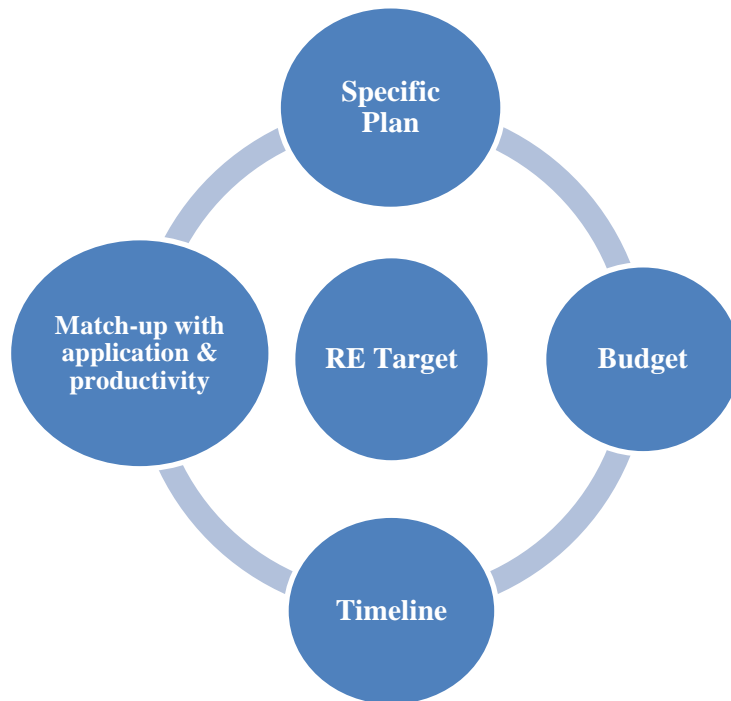 Specific
Plan
Match-up with
application &
productivity
RE Target
Budget
Timeline